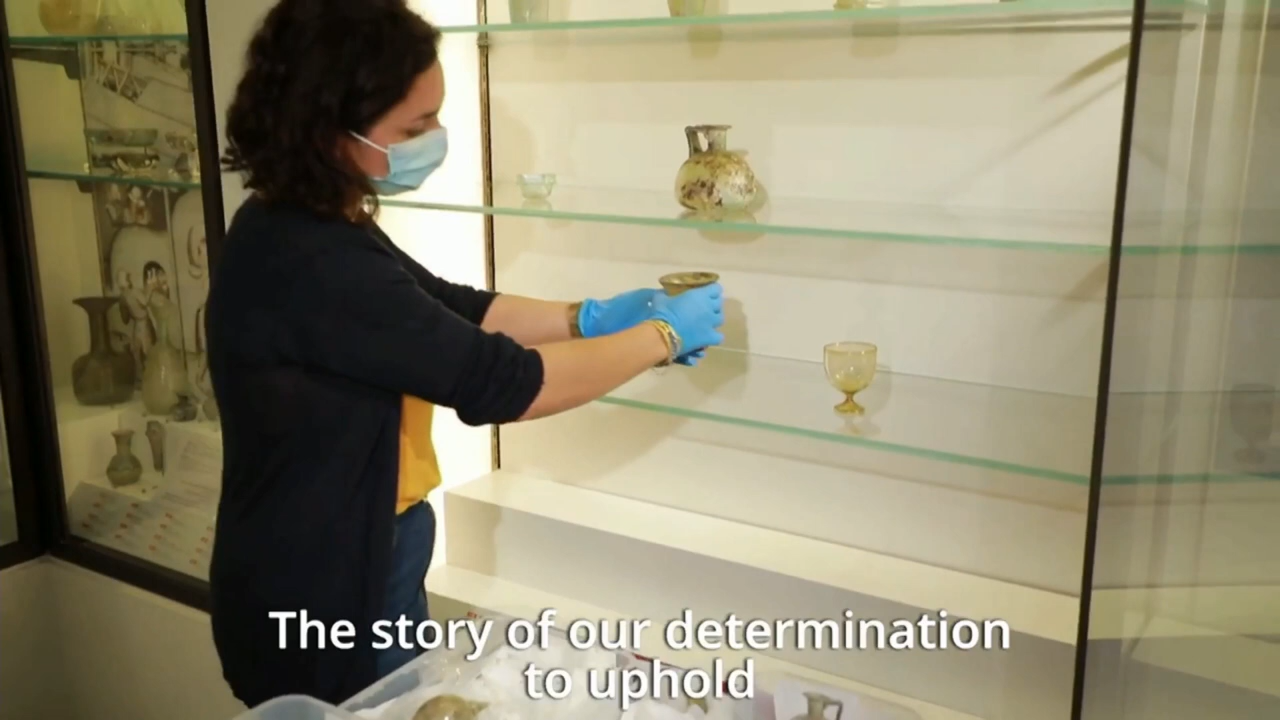 The story of our determination
to uphold